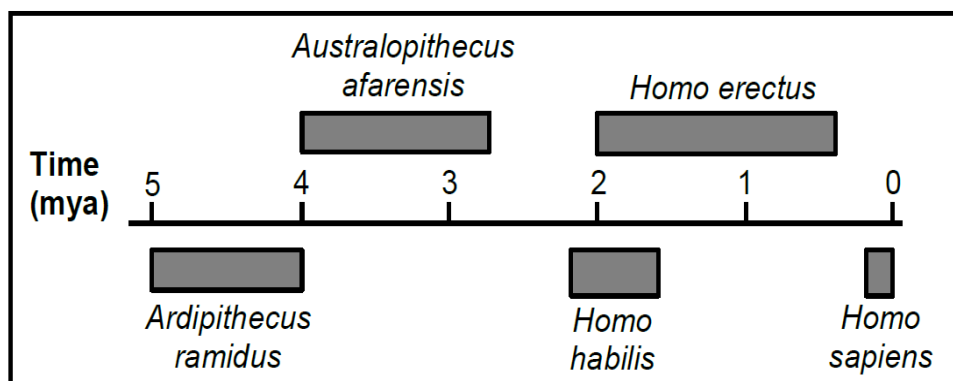 Australopithecus
afarensis
Homo erectus
Time
(mya)
5 4 3 2 1 0
Ardipithecus
ramidus
Homo
habilis
Homo
sapiens